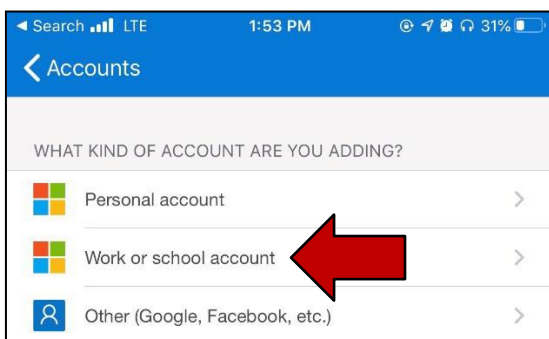 Search LTE 1:53 PM 31%
Accounts
WHAT KIND OF ACCOUNT ARE YOU ADDING?
Personal account
Work or school account
Other (Google, Facebook, etc.)